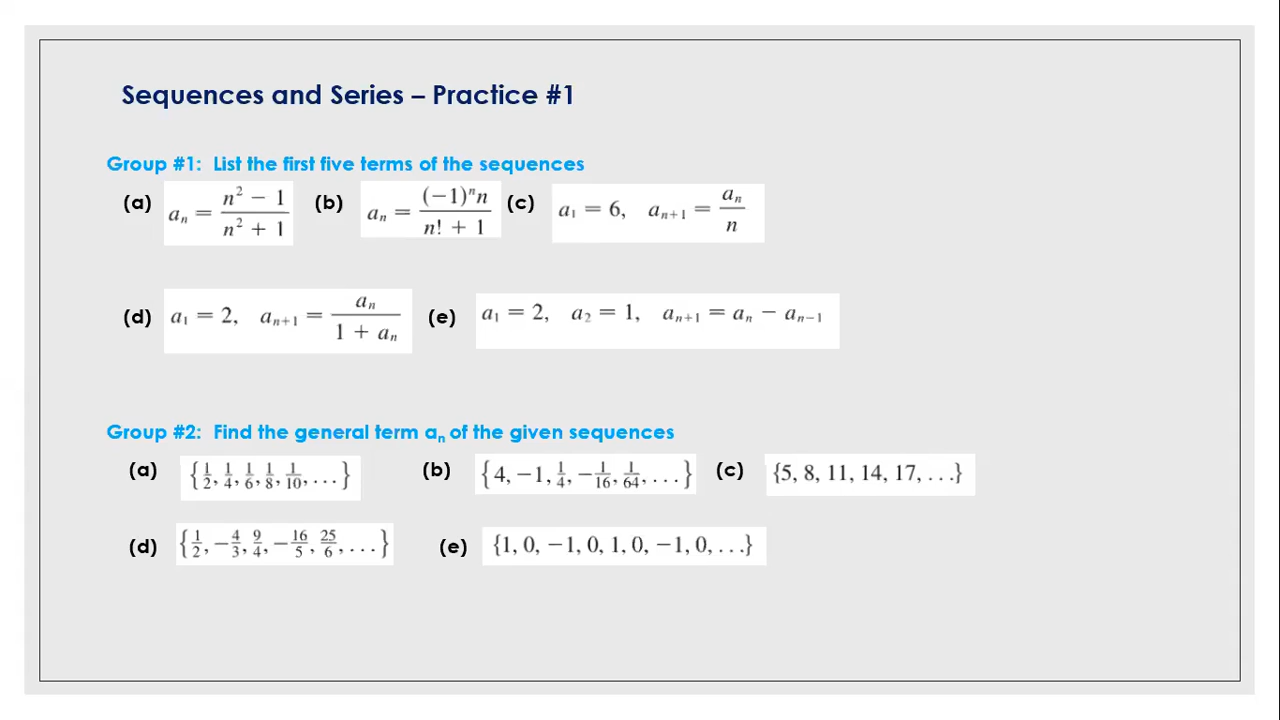 Sequences and Series – Practice #1
Group #1: List the first five terms of the sequences
(a) aₙ = (n² − 1)/(n² + 1) (b) aₙ = ((−1)ⁿn)/(n! + 1) (c) a₁ = 6, aₙ₊₁ = aₙ/n
(d) a₁ = 2, aₙ₊₁ = aₙ/(1 + aₙ) (e) a₁ = 2, a₂ = 1, aₙ₊₁ = aₙ − aₙ₋₁
Group #2: Find the general term aₙ of the given sequences
(a) {1/2, 1/4, 1/6, 1/8, 1/10, . . .} (b) {4, −1, 1/4, −1/16, 1/64, . . .} (c) {5, 8, 11, 14, 17, . . .}
(d) {1/2, −4/3, 9/4, −16/5, 25/6, . . .} (e) {1, 0, −1, 0, 1, 0, −1, 0, . . .}